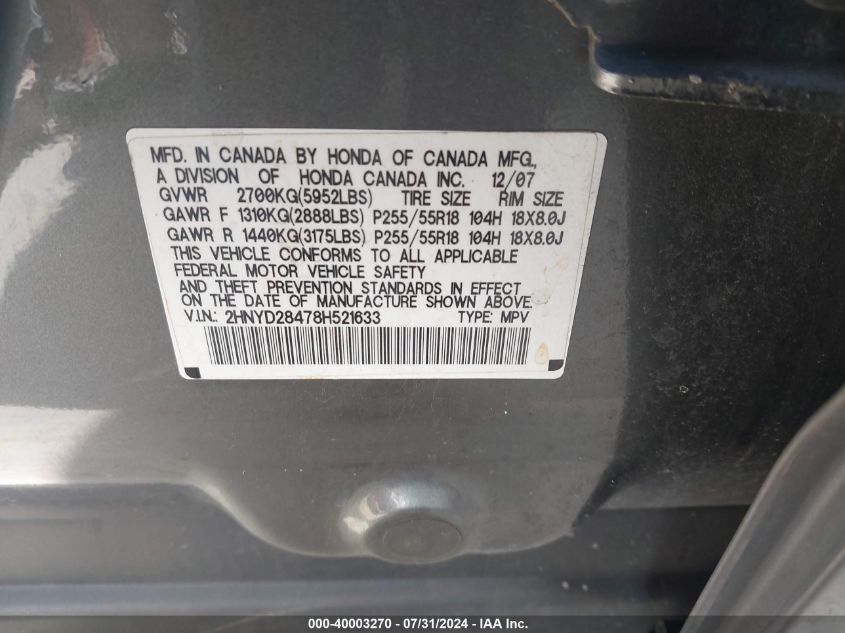 MFD. IN CANADA BY HONDA OF CANADA MFG.,
A DIVISION OF HONDA CANADA INC. 12/07
GVWR 2700KG(5952LBS) TIRE SIZE RIM SIZE
GAWR F 1310KG(2888LBS) P255/55R18 104H 18X8.0J
GAWR R 1440KG(3175LBS) P255/55R18 104H 18X8.0J
THIS VEHICLE CONFORMS TO ALL APPLICABLE
FEDERAL MOTOR VEHICLE SAFETY
AND THEFT PREVENTION STANDARDS IN EFFECT
ON THE DATE OF MANUFACTURE SHOWN ABOVE.
V.I.N.: 2HNYD28478H521633 TYPE: MPV
000-40003270 - 07/31/2024 - IAA Inc.